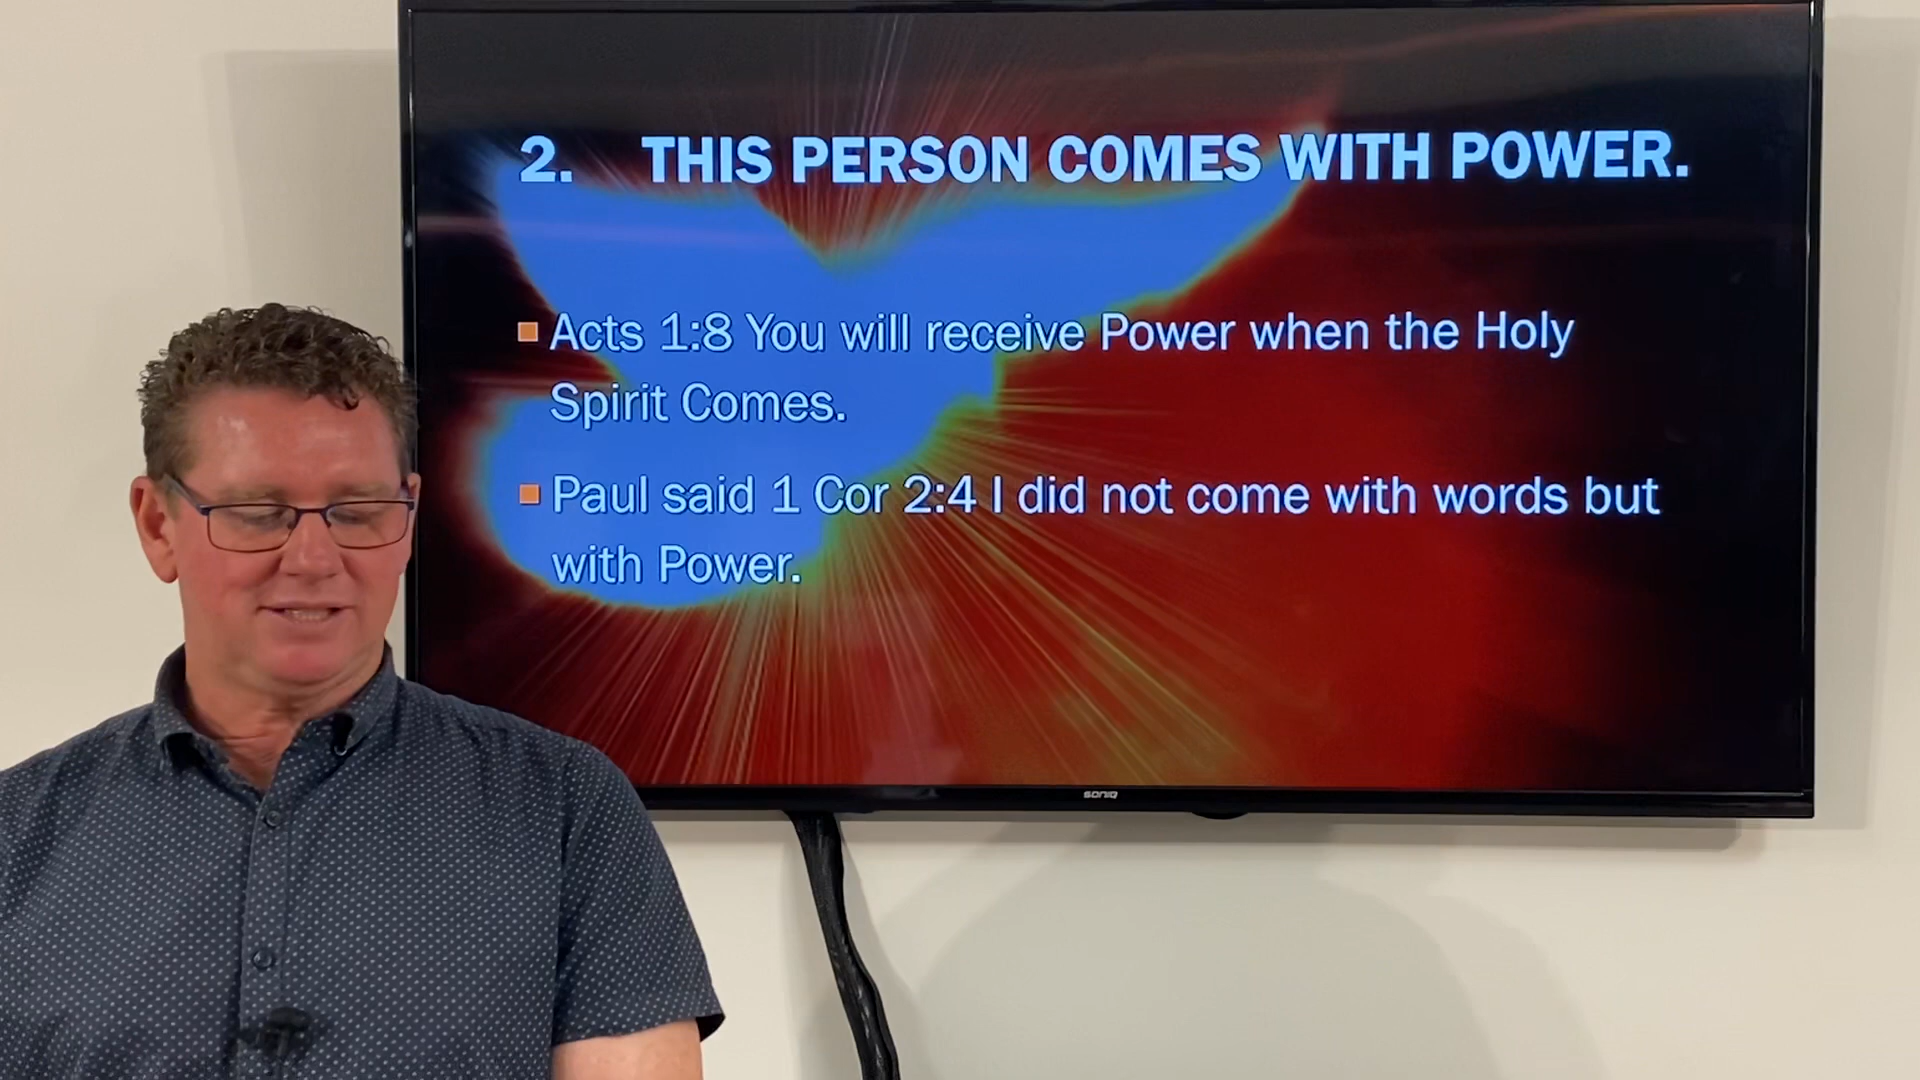 2. THIS PERSON COMES WITH POWER.
Acts 1:8 You will receive Power when the Holy
Spirit Comes.
Paul said 1 Cor 2:4 I did not come with words but
with Power.
SONIQ